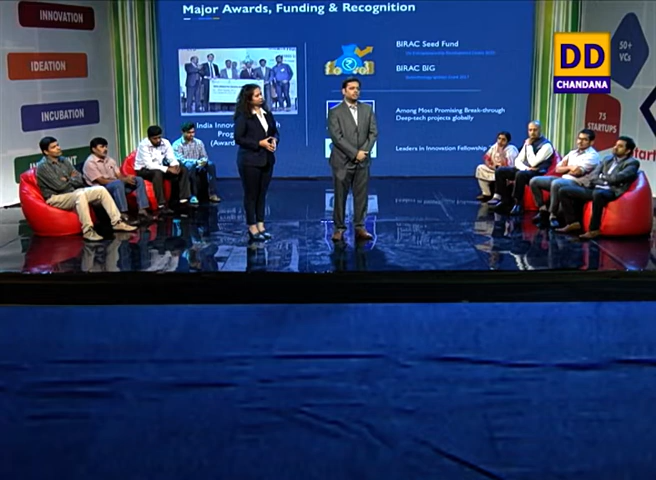 INNOVATION
IDEATION
INCUBATION
Major Awards, Funding & Recognition
BIRAC Seed Fund
BIRAC BIG
Among Most Promising Break-through
Deep-tech projects globally
Leaders in Innovation Fellowship
India Innov
Prog
(Award
50+
VCs
75
STARTUPS
DD
CHANDANA